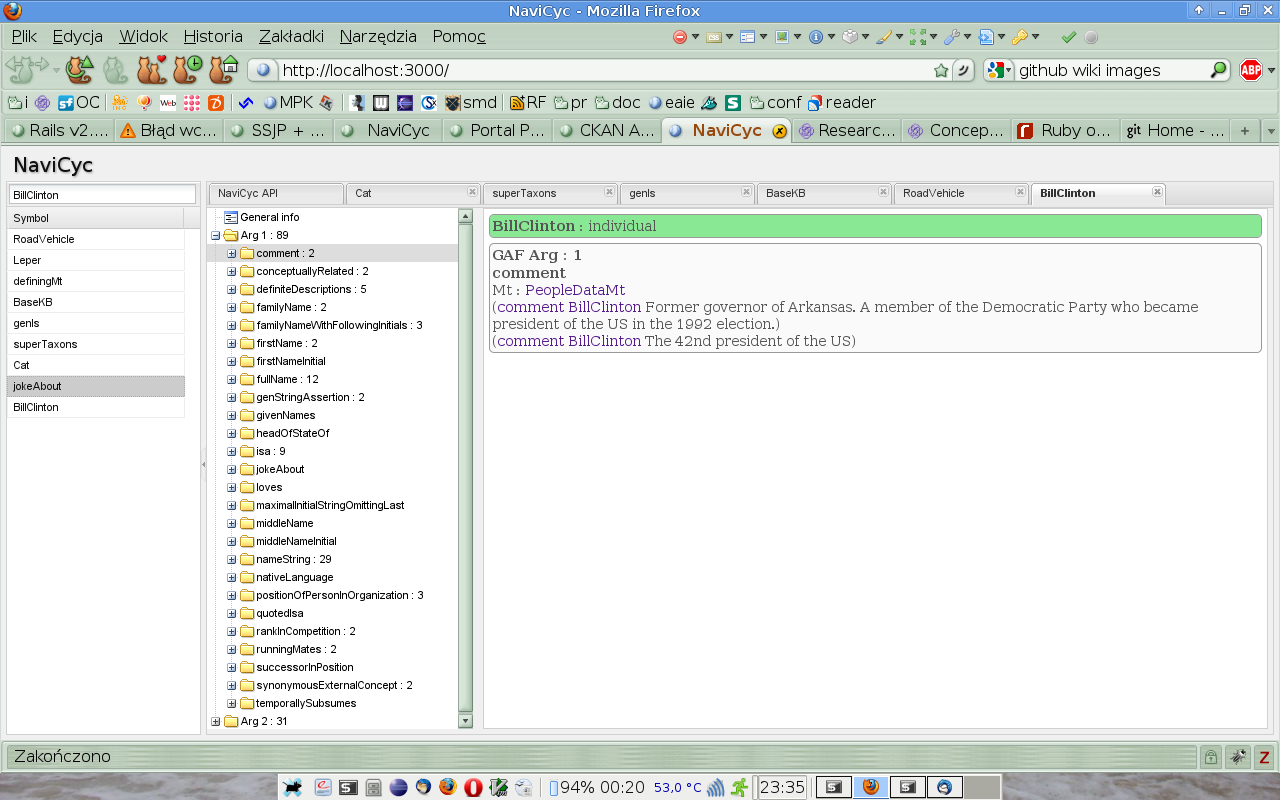 NaviCyc - Mozilla Firefox
Plik Edycja Widok Historia Zakładki Narzędzia Pomoc
http://localhost:3000/ github wiki images ABP
i OC Web MPK smd RF pr doc eaie S conf reader
Rails v2.... Błąd wc... SSJP + ... NaviCyc Portal P... CKAN A... NaviCyc Researc... Concep... Ruby o... git Home - ... +
NaviCyc
BillClinton
Symbol
RoadVehicle
Leper
definingMt
BaseKB
genls
superTaxons
Cat
jokeAbout
BillClinton
NaviCyc API Cat superTaxons genls BaseKB RoadVehicle BillClinton
General info
Arg 1 : 89
comment : 2
conceptuallyRelated : 2
definiteDescriptions : 5
familyName : 2
familyNameWithFollowingInitials : 3
firstName : 2
firstNameInitial
fullName : 12
genStringAssertion : 2
givenNames
headOfStateOf
isa : 9
jokeAbout
loves
maximalInitialStringOmittingLast
middleName
middleNameInitial
nameString : 29
nativeLanguage
positionOfPersonInOrganization : 3
quotedIsa
rankInCompetition : 2
runningMates : 2
successorInPosition
synonymousExternalConcept : 2
temporallySubsumes
Arg 2 : 31
BillClinton : individual
GAF Arg : 1
comment
Mt : PeopleDataMt
(comment BillClinton Former governor of Arkansas. A member of the Democratic Party who became
president of the US in the 1992 election.)
(comment BillClinton The 42nd president of the US)
Zakończono Z
94% 00:20 53,0 °C 23:35